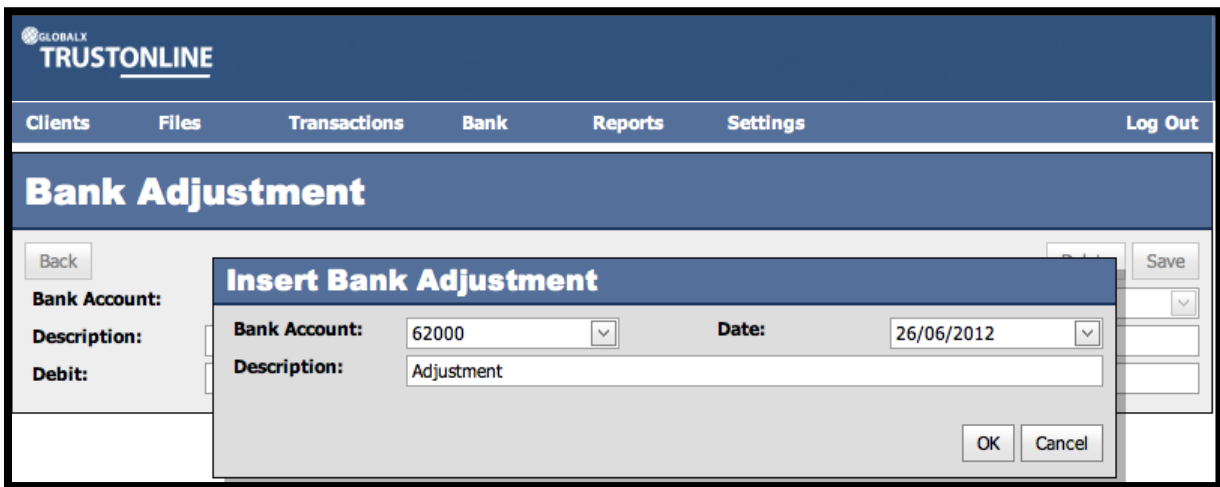 GLOBALX
TRUSTONLINE
Clients Files Transactions Bank Reports Settings Log Out
Bank Adjustment
Back Save
Insert Bank Adjustment
Bank Account:
Bank Account: 62000 Date: 26/06/2012
Description:
Description: Adjustment
Debit:
OK Cancel